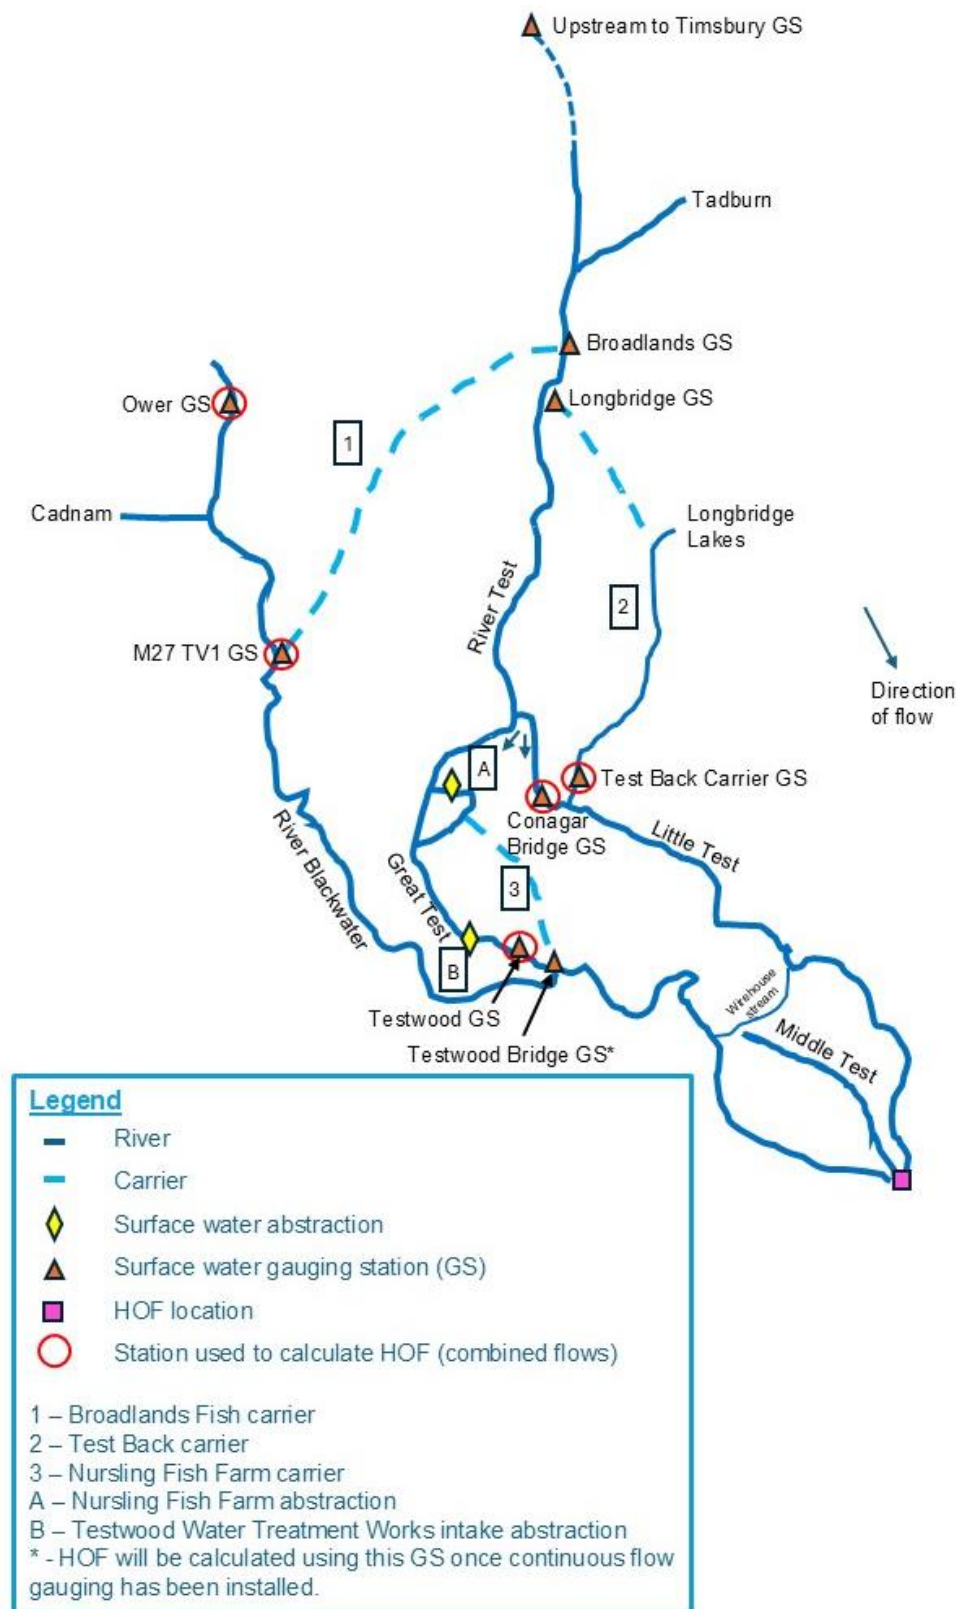 Upstream to Timsbury GS
Tadburn
Broadlands GS
Longbridge GS
Ower GS
1
Cadnam
Longbridge
Lakes
River Test
2
M27 TV1 GS
Direction
of flow
A
Test Back Carrier GS
Conagar
Bridge GS
Little Test
River Blackwater
Great Test
3
B
Testwood GS
Testwood Bridge GS*
Wirehouse
stream
Middle Test
Legend
River
Carrier
Surface water abstraction
Surface water gauging station (GS)
HOF location
Station used to calculate HOF (combined flows)
1 – Broadlands Fish carrier
2 – Test Back carrier
3 – Nursling Fish Farm carrier
A – Nursling Fish Farm abstraction
B – Testwood Water Treatment Works intake abstraction
* - HOF will be calculated using this GS once continuous flow
gauging has been installed.